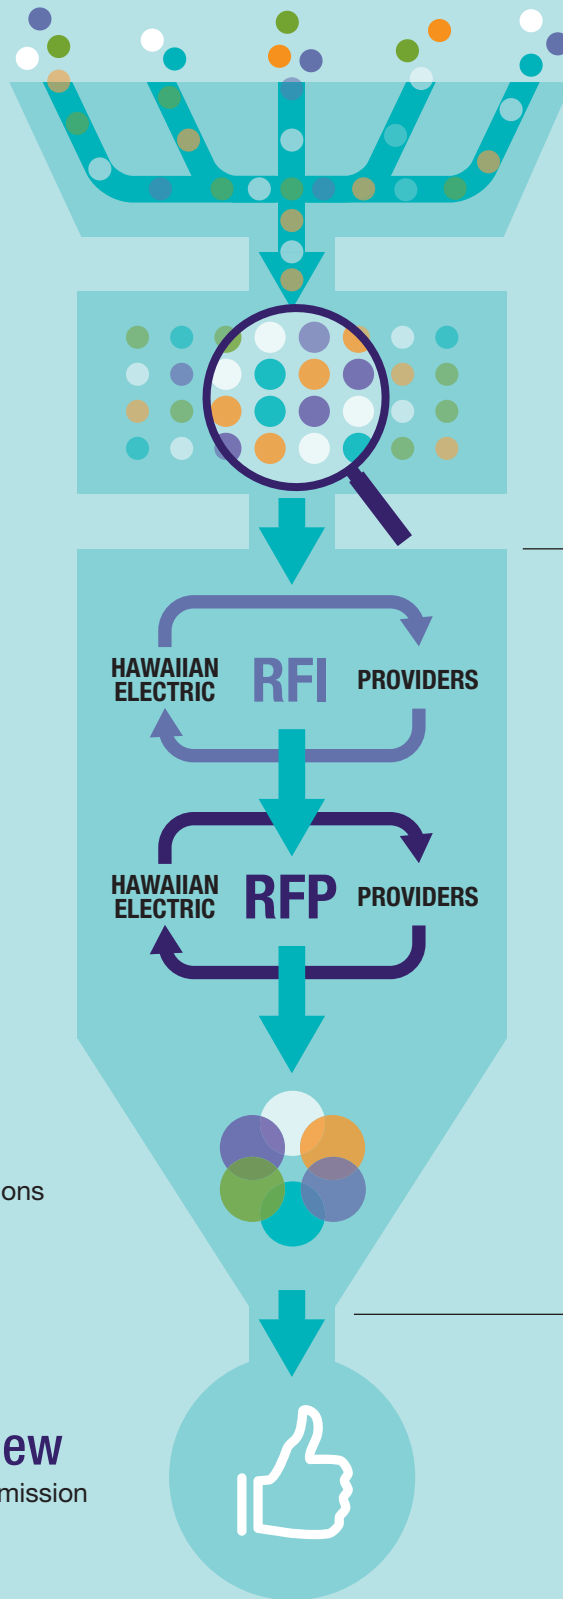 HAWAIIAN
ELECTRIC
RFI
PROVIDERS
HAWAIIAN
ELECTRIC
RFP
PROVIDERS
ons
ew
mission